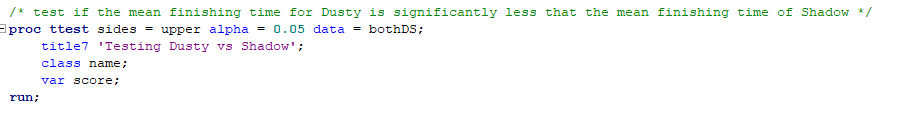 /* test if the mean finishing time for Dusty is significantly less that the mean finishing time of Shadow */
proc ttest sides = upper alpha = 0.05 data = bothDS;
title7 'Testing Dusty vs Shadow';
class name;
var score;
run;